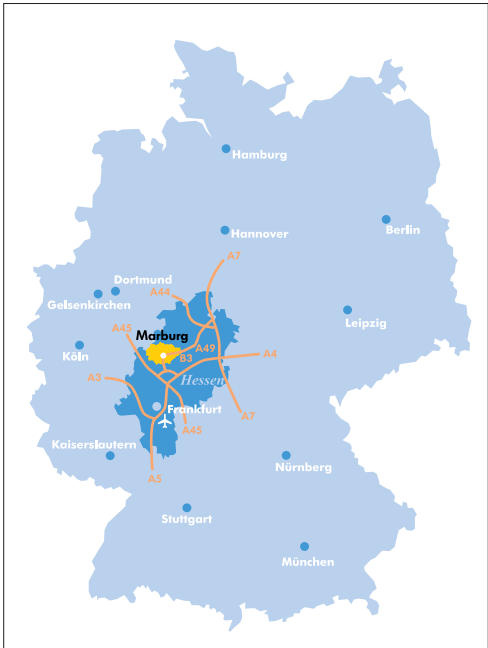 Hamburg
Berlin
Hannover
A7
Dortmund
A44
Gelsenkirchen
A45
Leipzig
Marburg
Köln
A49
B3
A4
A3
Hessen
Frankfurt
A7
A45
Kaiserslautern
Nürnberg
A5
Stuttgart
München